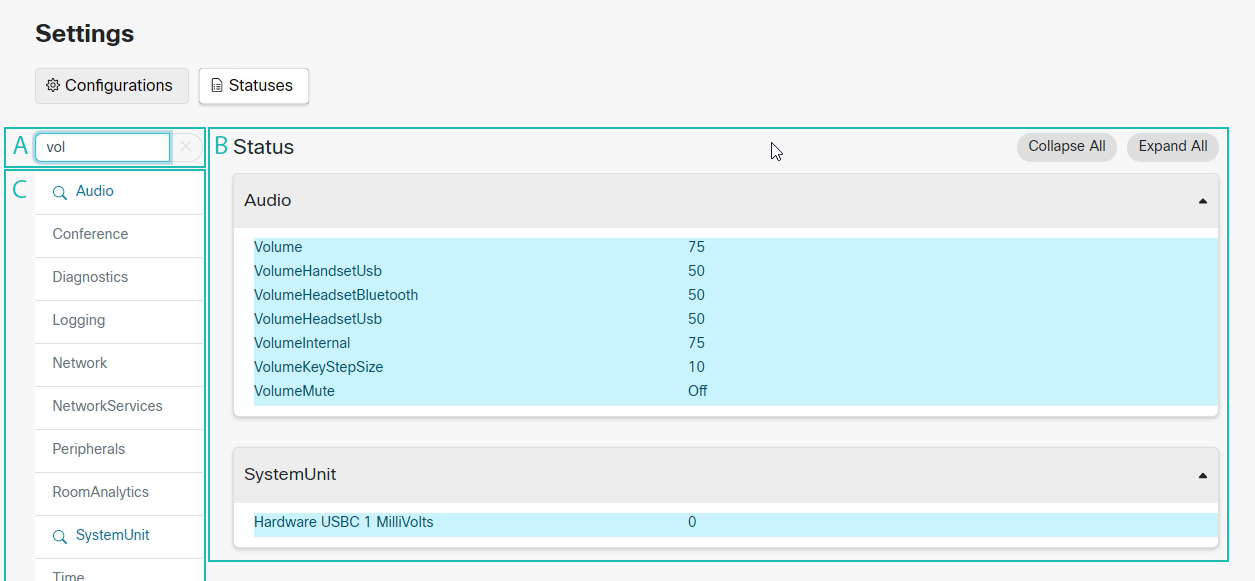 Settings
Configurations Statuses
A vol
B Status Collapse All Expand All
C Audio
Conference
Diagnostics
Logging
Network
NetworkServices
Peripherals
RoomAnalytics
SystemUnit
Time
Audio
Volume 75
VolumeHandsetUsb 50
VolumeHeadsetBluetooth 50
VolumeHeadsetUsb 50
VolumeInternal 75
VolumeKeyStepSize 10
VolumeMute Off
SystemUnit
Hardware USBC 1 MilliVolts 0